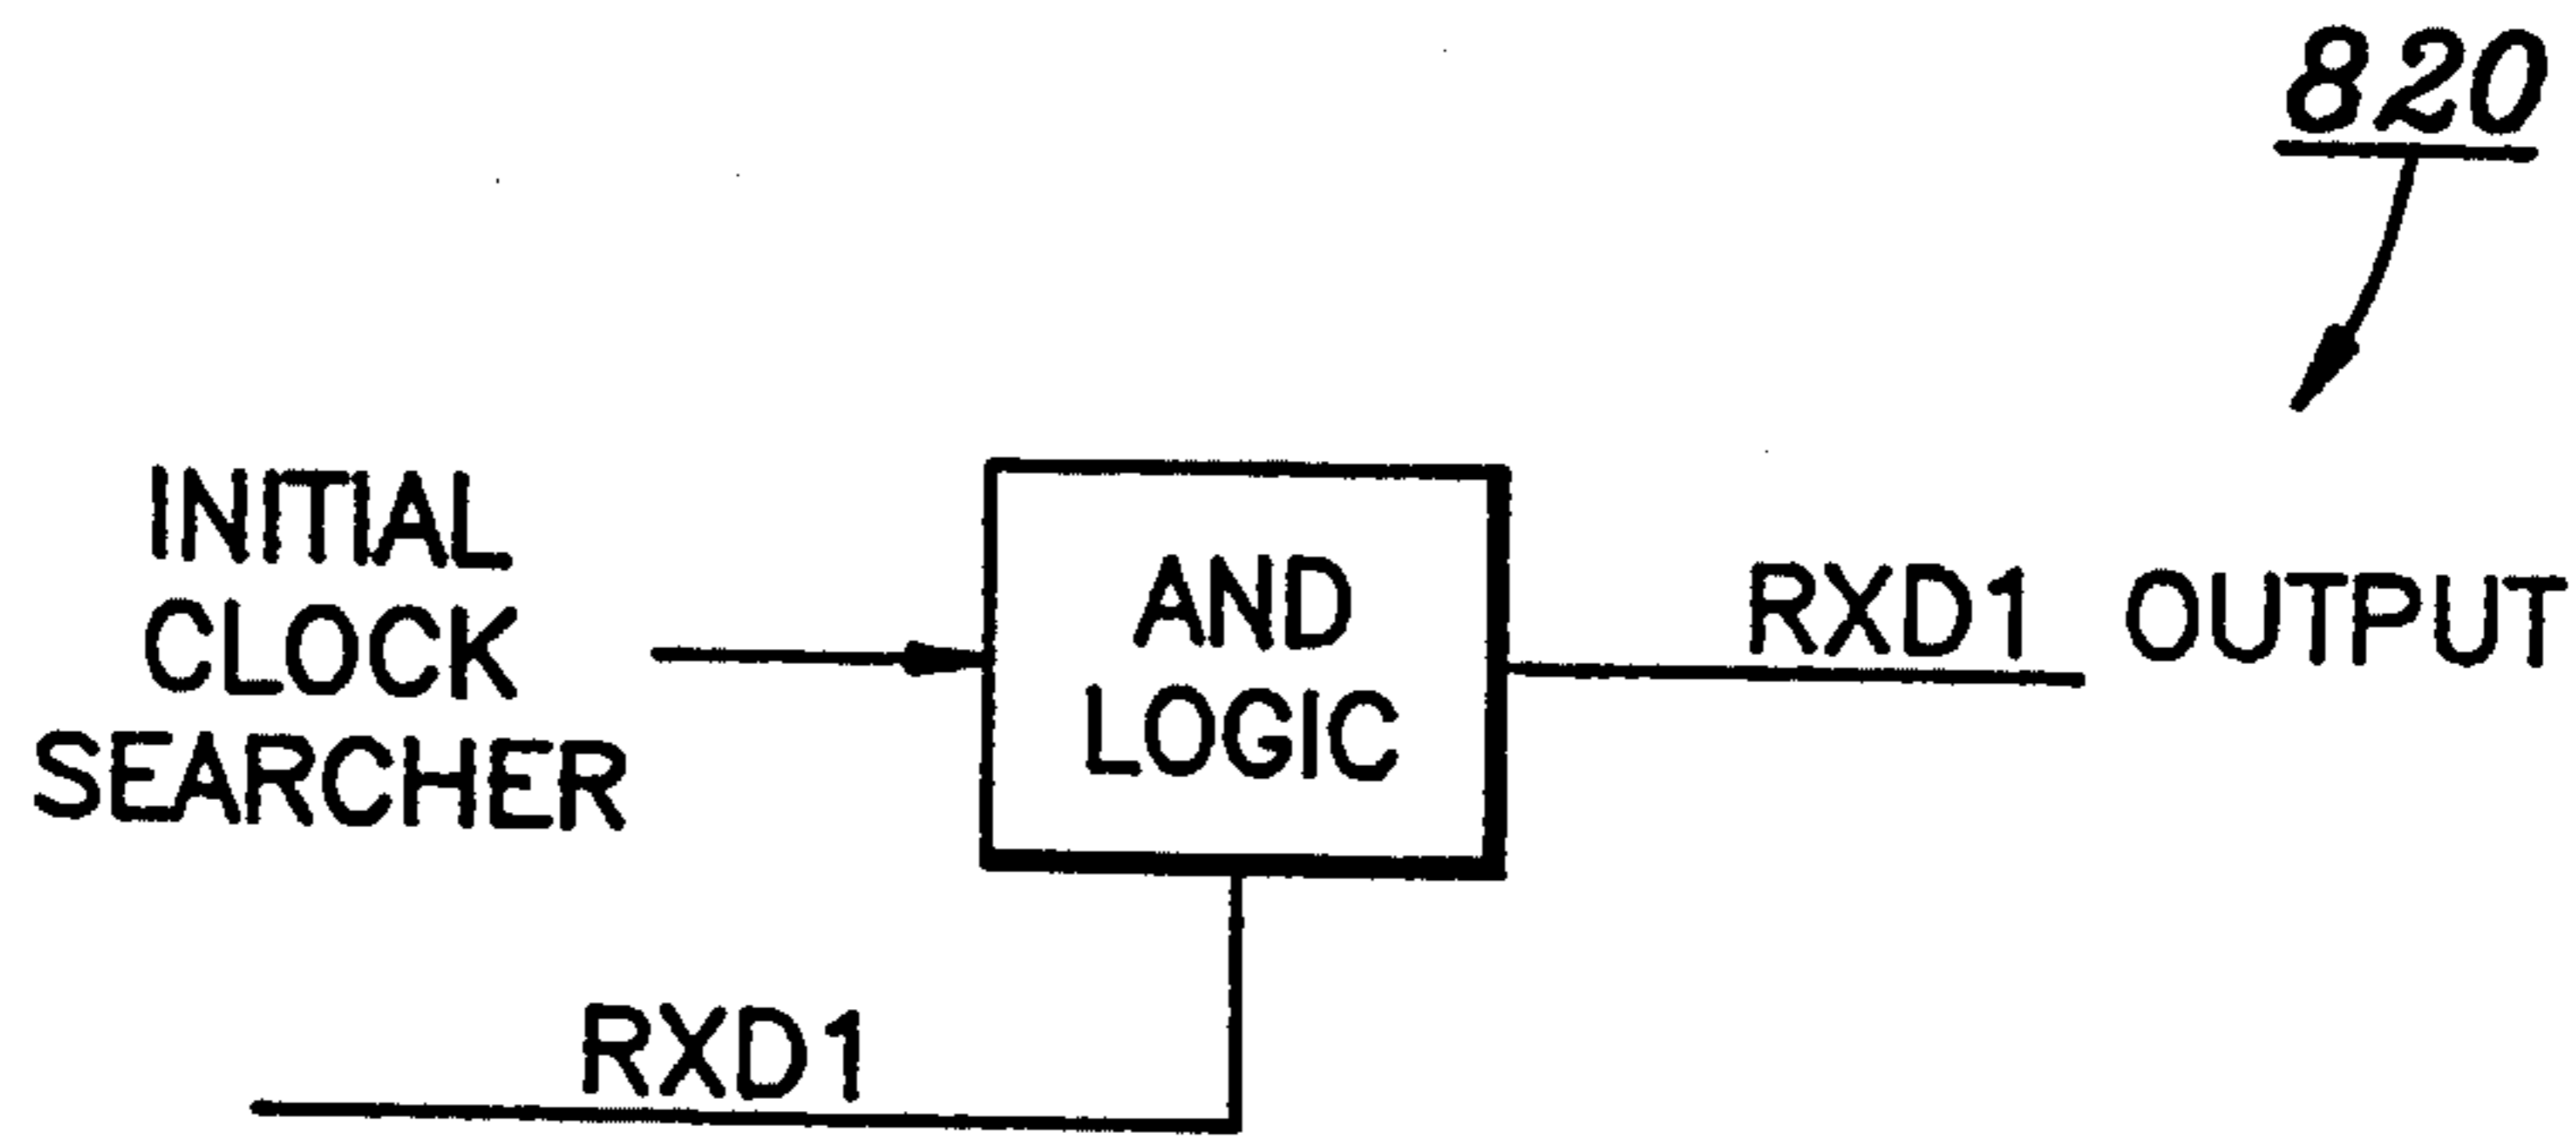 820
INITIAL
CLOCK
SEARCHER
AND
LOGIC
RXD1 OUTPUT
RXD1